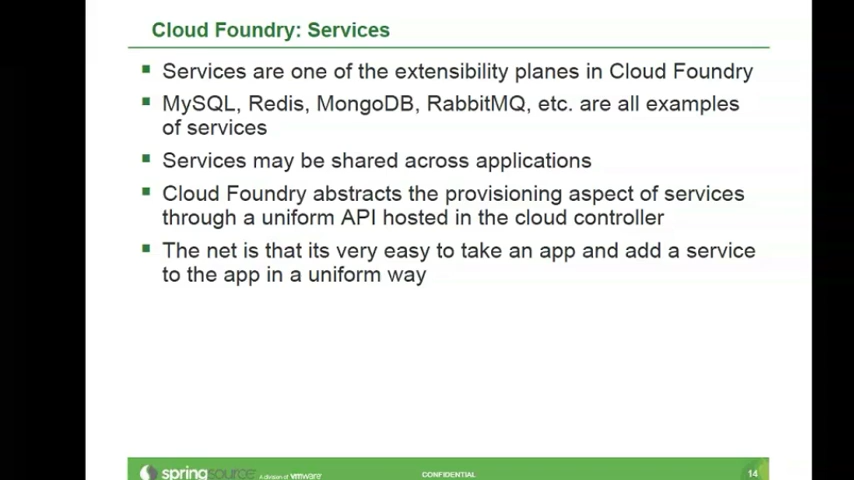 Cloud Foundry: Services
Services are one of the extensibility planes in Cloud Foundry
MySQL, Redis, MongoDB, RabbitMQ, etc. are all examples
of services
Services may be shared across applications
Cloud Foundry abstracts the provisioning aspect of services
through a uniform API hosted in the cloud controller
The net is that its very easy to take an app and add a service
to the app in a uniform way
springsource A division of vmware CONFIDENTIAL 14